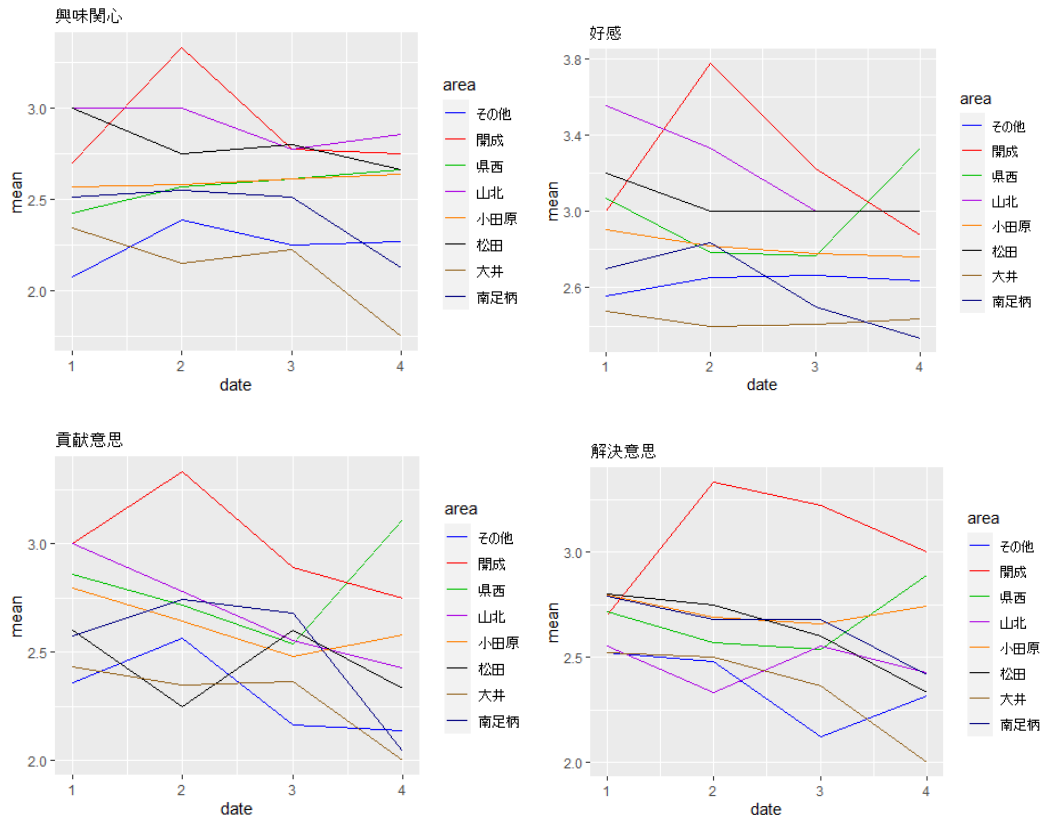 興味関心
mean
3.0
2.5
2.0
1
2
3
4
date
area
その他
開成
県西
山北
小田原
松田
大井
南足柄
好感
mean
3.8
3.4
3.0
2.6
1
2
3
4
date
area
その他
開成
県西
山北
小田原
松田
大井
南足柄
貢献意思
mean
3.0
2.5
2.0
1
2
3
4
date
area
その他
開成
県西
山北
小田原
松田
大井
南足柄
解決意思
mean
3.0
2.5
2.0
1
2
3
4
date
area
その他
開成
県西
山北
小田原
松田
大井
南足柄